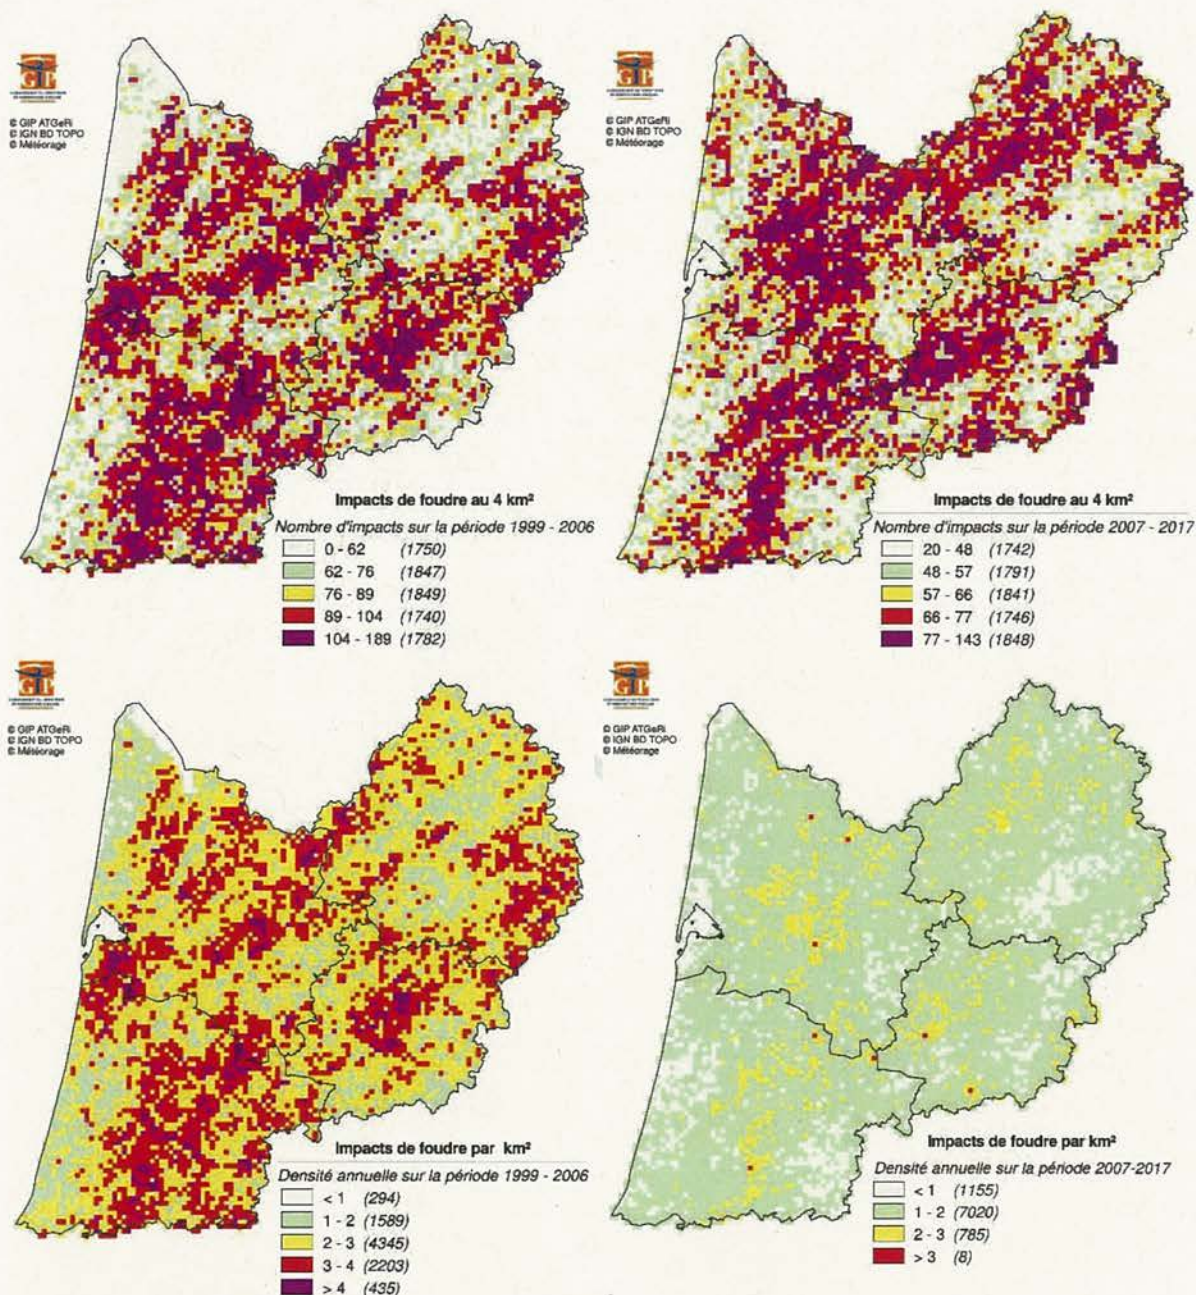 GIP
© GIP ATGeRi
© IGN BD TOPO
© Météorage
Impacts de foudre au 4 km²
Nombre d'impacts sur la période 1999 - 2006
0 - 62 (1750)
62 - 76 (1847)
76 - 89 (1849)
89 - 104 (1740)
104 - 189 (1782)
GIP
© GIP ATGeRi
© IGN BD TOPO
© Météorage
Impacts de foudre au 4 km²
Nombre d'impacts sur la période 2007 - 2017
20 - 48 (1742)
48 - 57 (1791)
57 - 66 (1841)
66 - 77 (1746)
77 - 143 (1848)
GIP
© GIP ATGeRi
© IGN BD TOPO
© Météorage
Impacts de foudre par km²
Densité annuelle sur la période 1999 - 2006
< 1 (294)
1 - 2 (1589)
2 - 3 (4345)
3 - 4 (2203)
> 4 (435)
GIP
© GIP ATGeRi
© IGN BD TOPO
© Météorage
Impacts de foudre par km²
Densité annuelle sur la période 2007-2017
< 1 (1155)
1 - 2 (7020)
2 - 3 (785)
> 3 (8)